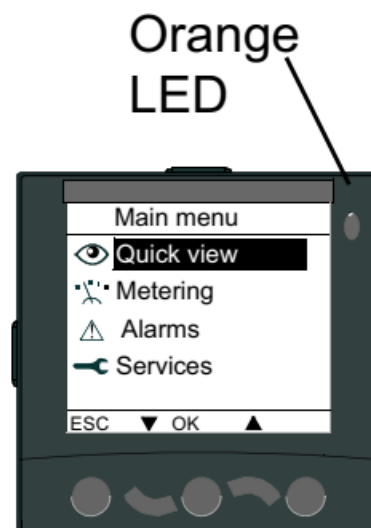 Orange
LED
Main menu
Quick view
Metering
Alarms
Services
ESC ▼ OK ▲